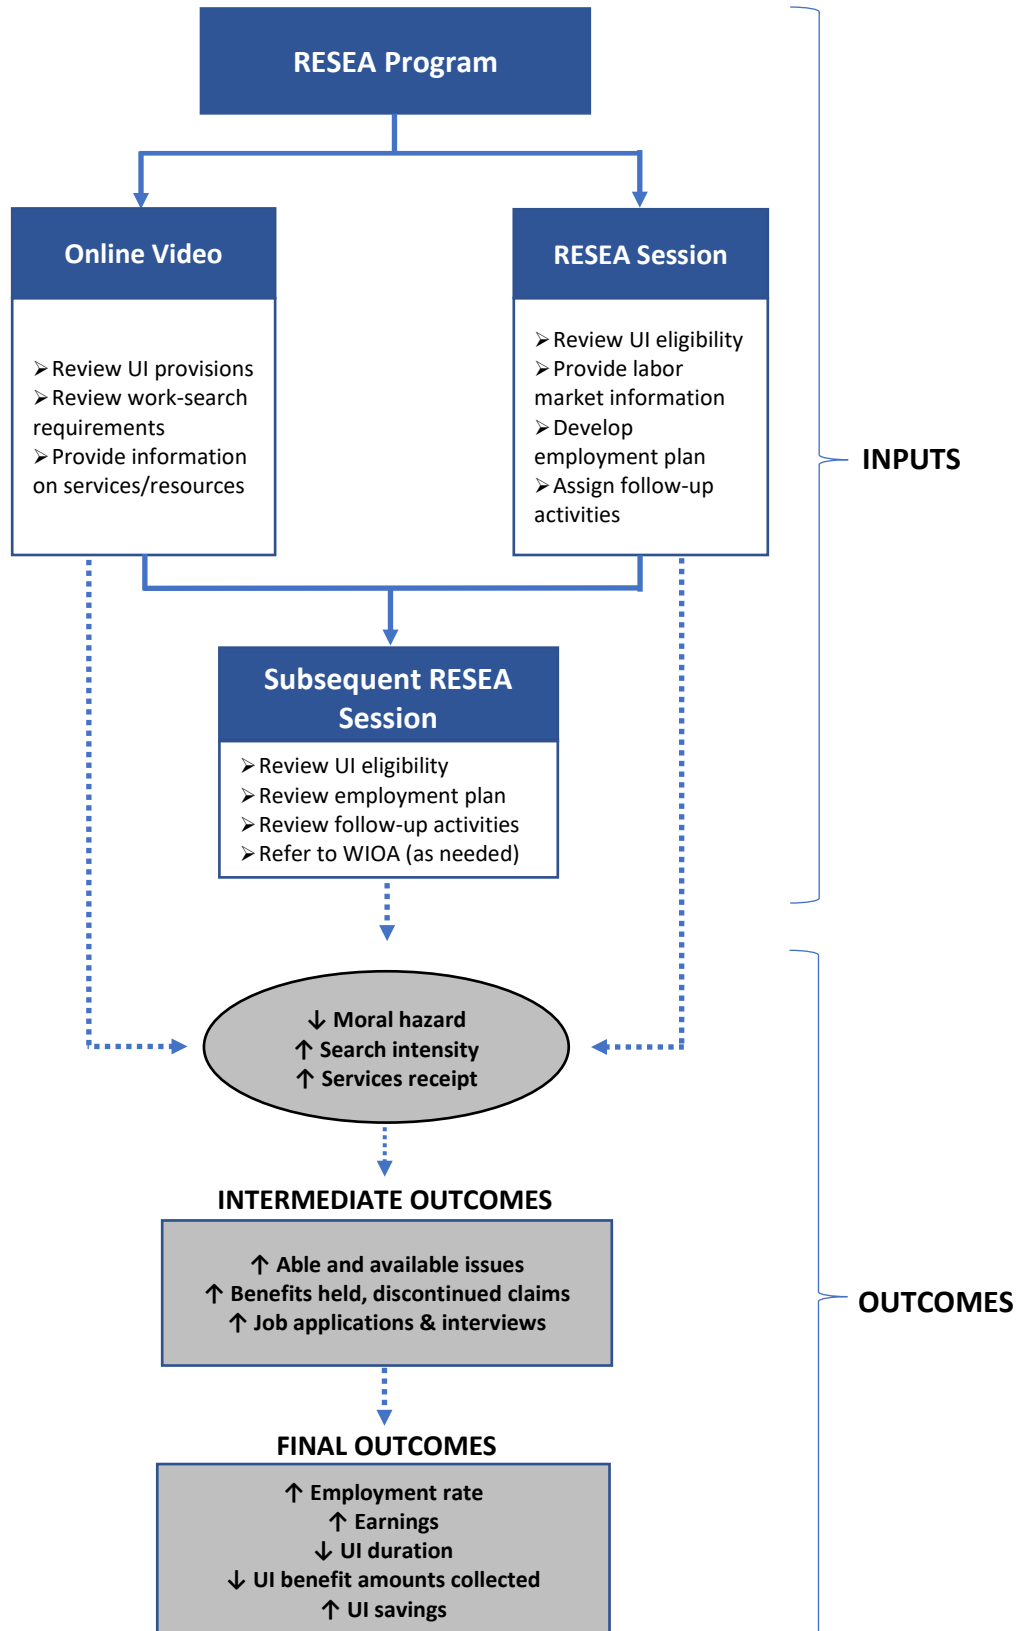 RESEA Program
Online Video
➢Review UI provisions
➢Review work-search
requirements
➢Provide information
on services/resources
RESEA Session
➢Review UI eligibility
➢Provide labor
market information
➢Develop
employment plan
➢Assign follow-up
activities
INPUTS
Subsequent RESEA
Session
➢Review UI eligibility
➢Review employment plan
➢Review follow-up activities
➢Refer to WIOA (as needed)
↓ Moral hazard
↑ Search intensity
↑ Services receipt
INTERMEDIATE OUTCOMES
↑ Able and available issues
↑ Benefits held, discontinued claims
↑ Job applications & interviews
OUTCOMES
FINAL OUTCOMES
↑ Employment rate
↑ Earnings
↓ UI duration
↓ UI benefit amounts collected
↑ UI savings